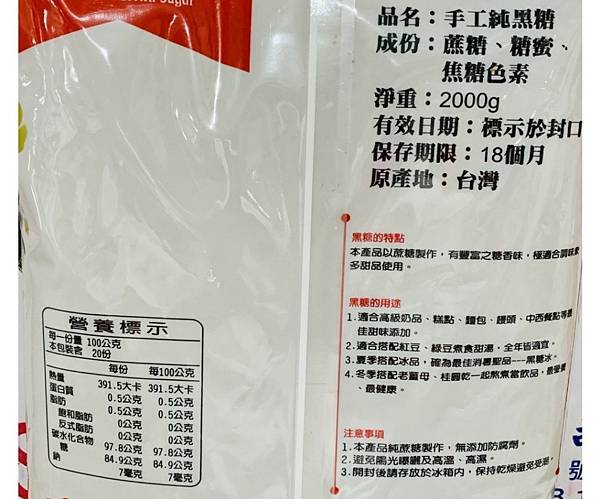 品名：手工純黑糖
成份：蔗糖、糖蜜、
焦糖色素
淨重：2000g
有效日期：標示於封口
保存期限：18個月
原產地：台灣
黑糖的特點
本產品以蔗糖製作，有豐富之糖香味，極適合調味
多甜品使用。
黑糖的用途
1.適合高級奶品、糕點、麵包、饅頭、中西餐點等
佳甜味添加。
2.適合搭配紅豆、綠豆煮食甜湯，全年皆適宜。
3.夏季搭配冰品，確為最佳消暑聖品---黑糖冰。
4.冬季搭配老薑母、桂圓乾一起熬煮當飲品，最營養
、最健康。
注意事項
1.本產品純蔗糖製作，無添加防腐劑。
2.避免陽光曝曬及高溫、高濕。
3.開封後請存放於冰箱內，保持乾燥避免受潮。
營養標示
每一份量 100公克
本包裝含 20份
每份 每100公克
熱量 391.5大卡 391.5大卡
蛋白質 0.5公克 0.5公克
脂肪 0.5公克 0.5公克
飽和脂肪 0公克 0公克
反式脂肪 0公克 0公克
碳水化合物 97.8公克 97.8公克
糖 84.9公克 84.9公克
鈉 7毫克 7毫克
號